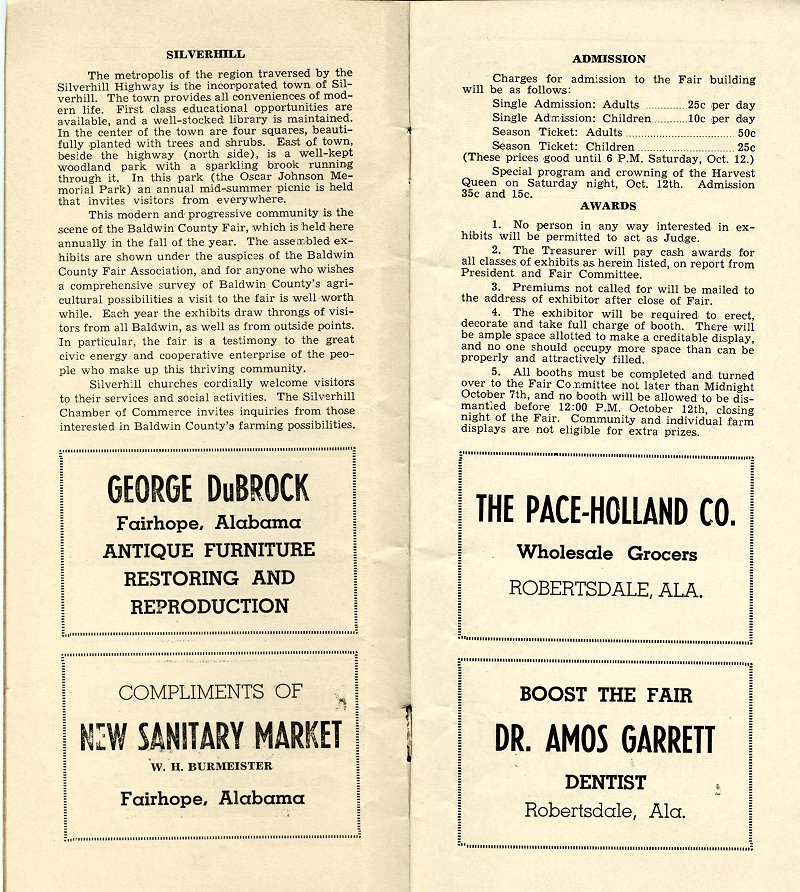 SILVERHILL
The metropolis of the region traversed by the
Silverhill Highway is the incorporated town of Sil-
verhill. The town provides all conveniences of mod-
ern life. First class educational opportunities are
available, and a well-stocked library is maintained.
In the center of the town are four squares, beauti-
fully planted with trees and shrubs. East of town,
beside the highway (north side), is a well-kept
woodland park with a sparkling brook running
through it. In this park (the Oscar Johnson Me-
morial Park) an annual mid-summer picnic is held
that invites visitors from everywhere.
This modern and progressive community is the
scene of the Baldwin County Fair, which is held here
annually in the fall of the year. The assembled ex-
hibits are shown under the auspices of the Baldwin
County Fair Association, and for anyone who wishes
a comprehensive survey of Baldwin County's agri-
cultural possibilities a visit to the fair is well worth
while. Each year the exhibits draw throngs of visi-
tors from all Baldwin, as well as from outside points.
In particular, the fair is a testimony to the great
civic energy and cooperative enterprise of the peo-
ple who make up this thriving community.
Silverhill churches cordially welcome visitors
to their services and social activities. The Silverhill
Chamber of Commerce invites inquiries from those
interested in Baldwin County's farming possibilities.
GEORGE DuBROCK
Fairhope, Alabama
ANTIQUE FURNITURE
RESTORING AND
REPRODUCTION
COMPLIMENTS OF
NEW SANITARY MARKET
W. H. BURMEISTER
Fairhope, Alabama
ADMISSION
Charges for admission to the Fair building
will be as follows:
Single Admission: Adults ..........25c per day
Single Admission: Children..........10c per day
Season Ticket: Adults..............................50c
Season Ticket: Children..........................25c
(These prices good until 6 P.M. Saturday, Oct. 12.)
Special program and crowning of the Harvest
Queen on Saturday night, Oct. 12th. Admission
35c and 15c.
AWARDS
1. No person in any way interested in ex-
hibits will be permitted to act as Judge.
2. The Treasurer will pay cash awards for
all classes of exhibits as herein listed, on report from
President and Fair Committee.
3. Premiums not called for will be mailed to
the address of exhibitor after close of Fair.
4. The exhibitor will be required to erect,
decorate and take full charge of booth. There will
be ample space allotted to make a creditable display,
and no one should occupy more space than can be
properly and attractively filled.
5. All booths must be completed and turned
over to the Fair Committee not later than Midnight
October 7th, and no booth will be allowed to be dis-
mantled before 12:00 P.M. October 12th, closing
night of the Fair. Community and individual farm
displays are not eligible for extra prizes.
THE PACE-HOLLAND CO.
Wholesale Grocers
ROBERTSDALE, ALA.
BOOST THE FAIR
DR. AMOS GARRETT
DENTIST
Robertsdale, Ala.